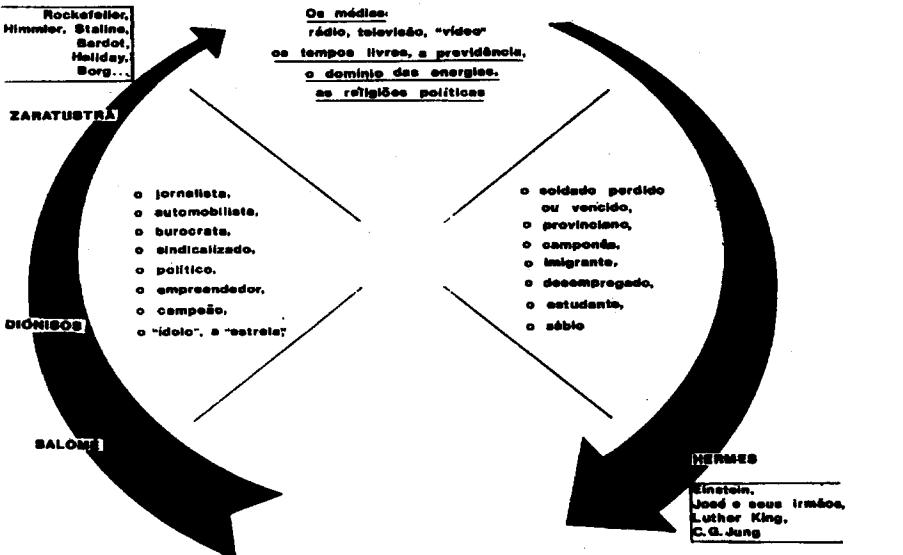 Rockefeller,
Himmler, Staline,
Bardot,
Haliday,
Borg...
Os médias:
rádio, televisão, "vídeo"
os tempos livres, a previdência,
o domínio das energias,
as religiões políticas
ZARATUSTRA
o jornalista,
o automobilista,
o burocrata,
o sindicalizado,
o político,
o empreendedor,
o campeão,
o "ídolo", a "estrela",
o soldado perdido
ou vencido,
o provinciano,
o camponês,
o imigrante,
o desempregado,
o estudante,
o sábio
DIÓNISOS
SALOMÉ
HERMES
Einstein,
José e seus irmãos,
Luther King,
C.G. Jung